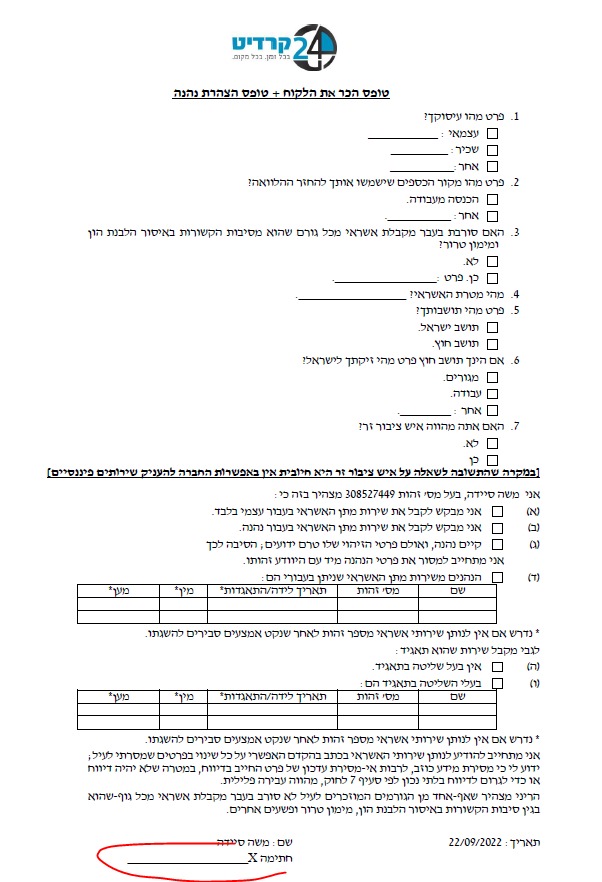 קרדיט 24
בכל זמן. בכל מקום.
טופס הכר את הלקוח + טופס הצהרת נהנה
1. פרט מהו עיסוקך?
עצמאי : ___________
שכיר : _________
אחר: __________
2. פרט מהו מקור הכספים שישמשו אותך להחזר ההלוואה?
הכנסה מעבודה.
אחר : __________.
3. האם סורבת בעבר מקבלת אשראי מכל גורם שהוא מסיבות הקשורות באיסור הלבנת הון
ומימון טרור?
לא.
כן. פרט : ________________.
4. מהי מטרת האשראי? _________________.
5. פרט מהי תושבותך?
תושב ישראל.
תושב חוץ.
6. אם הינך תושב חוץ פרט מהי זיקתך לישראל?
מגורים.
עבודה.
אחר : ________.
7. האם אתה מהווה איש ציבור זר?
לא.
כן
[במקרה שהתשובה לשאלה על איש ציבור זר היא חיובית אין באפשרות החברה להעניק שירותים פיננסיים]
אני משה סיידה, בעל מס׳ זהות 308527449 מצהיר בזה כי :
(א) אני מבקש לקבל את שירות מתן האשראי בעבור עצמי בלבד.
(ב) אני מבקש לקבל את שירות מתן האשראי בעבור נהנה.
(ג) קיים נהנה, ואולם פרטי הזיהוי שלו טרם ידועים ; הסיבה לכך
אני מתחייב למסור את פרטי הנהנה מיד עם היוודע זהותו.
(ד) הנהנים משירות מתן האשראי שניתן בעבורי הם :
שם מס׳ זהות תאריך לידה/התאגדות* מין* מען*
* נדרש אם אין לנותן שירותי אשראי מספר זהות לאחר שנקט אמצעים סבירים להשגתו.
לגבי מקבל שירות שהוא תאגיד :
(ה) אין בעל שליטה בתאגיד.
(ו) בעלי השליטה בתאגיד הם :
שם מס׳ זהות תאריך לידה/התאגדות* מין* מען*
* נדרש אם אין לנותן שירותי אשראי מספר זהות לאחר שנקט אמצעים סבירים להשגתו.
אני מתחייב להודיע לנותן שירותי האשראי בכתב בהקדם האפשרי על כל שינוי בפרטים שמסרתי לעיל ;
ידוע לי כי מסירת מידע כוזב, לרבות אי-מסירת עדכון של פרט החייב בדיווח, במטרה שלא יהיה דיווח
או כדי לגרום לדיווח בלתי נכון לפי סעיף 7 לחוק, מהווה עבירה פלילית.
הריני מצהיר שאף-אחד מן הגורמים המוזכרים לעיל לא סורב בעבר מקבלת אשראי מכל גוף-שהוא
בגין סיבות הקשורות באיסור הלבנת הון, מימון טרור ופשעים אחרים.
תאריך : 22/09/2022 שם : משה סיידה
חתימה X___________________